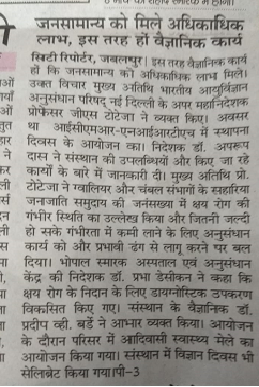 जनसामान्य को मिले अधिकाधिक
लाभ, इस तरह हों वैज्ञानिक कार्य
सिटी रिपोर्टर, जबलपुर। इस तरह वैज्ञानिक कार्य
हों कि जनसामान्य को अधिकाधिक लाभ मिले।
उक्त विचार मुख्य अतिथि भारतीय आयुर्विज्ञान
अनुसंधान परिषद् नई दिल्ली के अपर महानिदेशक
प्रोफेसर जीएस टोटेजा ने व्यक्त किए। अवसर
था आईसीएमआर-एनआईआरटीएच में स्थापना
दिवस के आयोजन का। निदेशक डॉ. अपरूप
दास ने संस्थान की उपलब्धियों और किए जा रहे
कार्यों के बारे में जानकारी दी। मुख्य अतिथि प्रो.
टोटेजा ने ग्वालियर और चंबल संभागों के सहारिया
जनजाति समुदाय की जनसंख्या में क्षय रोग की
गंभीर स्थिति का उल्लेख किया और जितनी जल्दी
हो सके गंभीरता में कमी लाने के लिए अनुसंधान
कार्य को और प्रभावी ढंग से लागू करने पर बल
दिया। भोपाल स्मारक अस्पताल एवं अनुसंधान
केंद्र की निदेशक डॉ. प्रभा देसीकन ने कहा कि
क्षय रोग के निदान के लिए डायग्नोस्टिक उपकरण
विकसित किए गए। संस्थान के वैज्ञानिक डॉ.
प्रदीप व्ही. बर्डे ने आभार व्यक्त किया। आयोजन
के दौरान परिसर में आदिवासी स्वास्थ्य मेले का
आयोजन किया गया। संस्थान में विज्ञान दिवस भी
सेलिब्रेट किया गया।पी-3